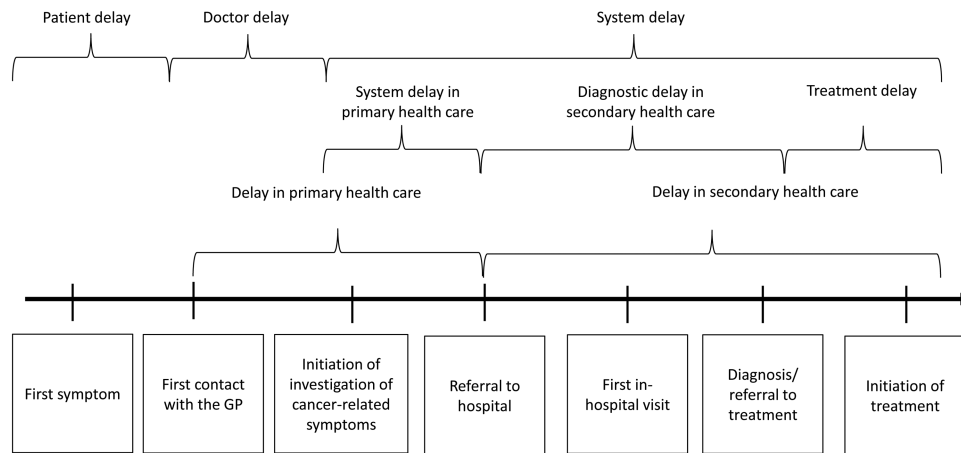 Patient delay
Doctor delay
System delay
System delay in
primary health care
Diagnostic delay in
secondary health care
Treatment delay
Delay in primary health care
Delay in secondary health care
First symptom
First contact
with the GP
Initiation of
investigation of
cancer-related
symptoms
Referral to
hospital
First in-
hospital visit
Diagnosis/
referral to
treatment
Initiation of
treatment